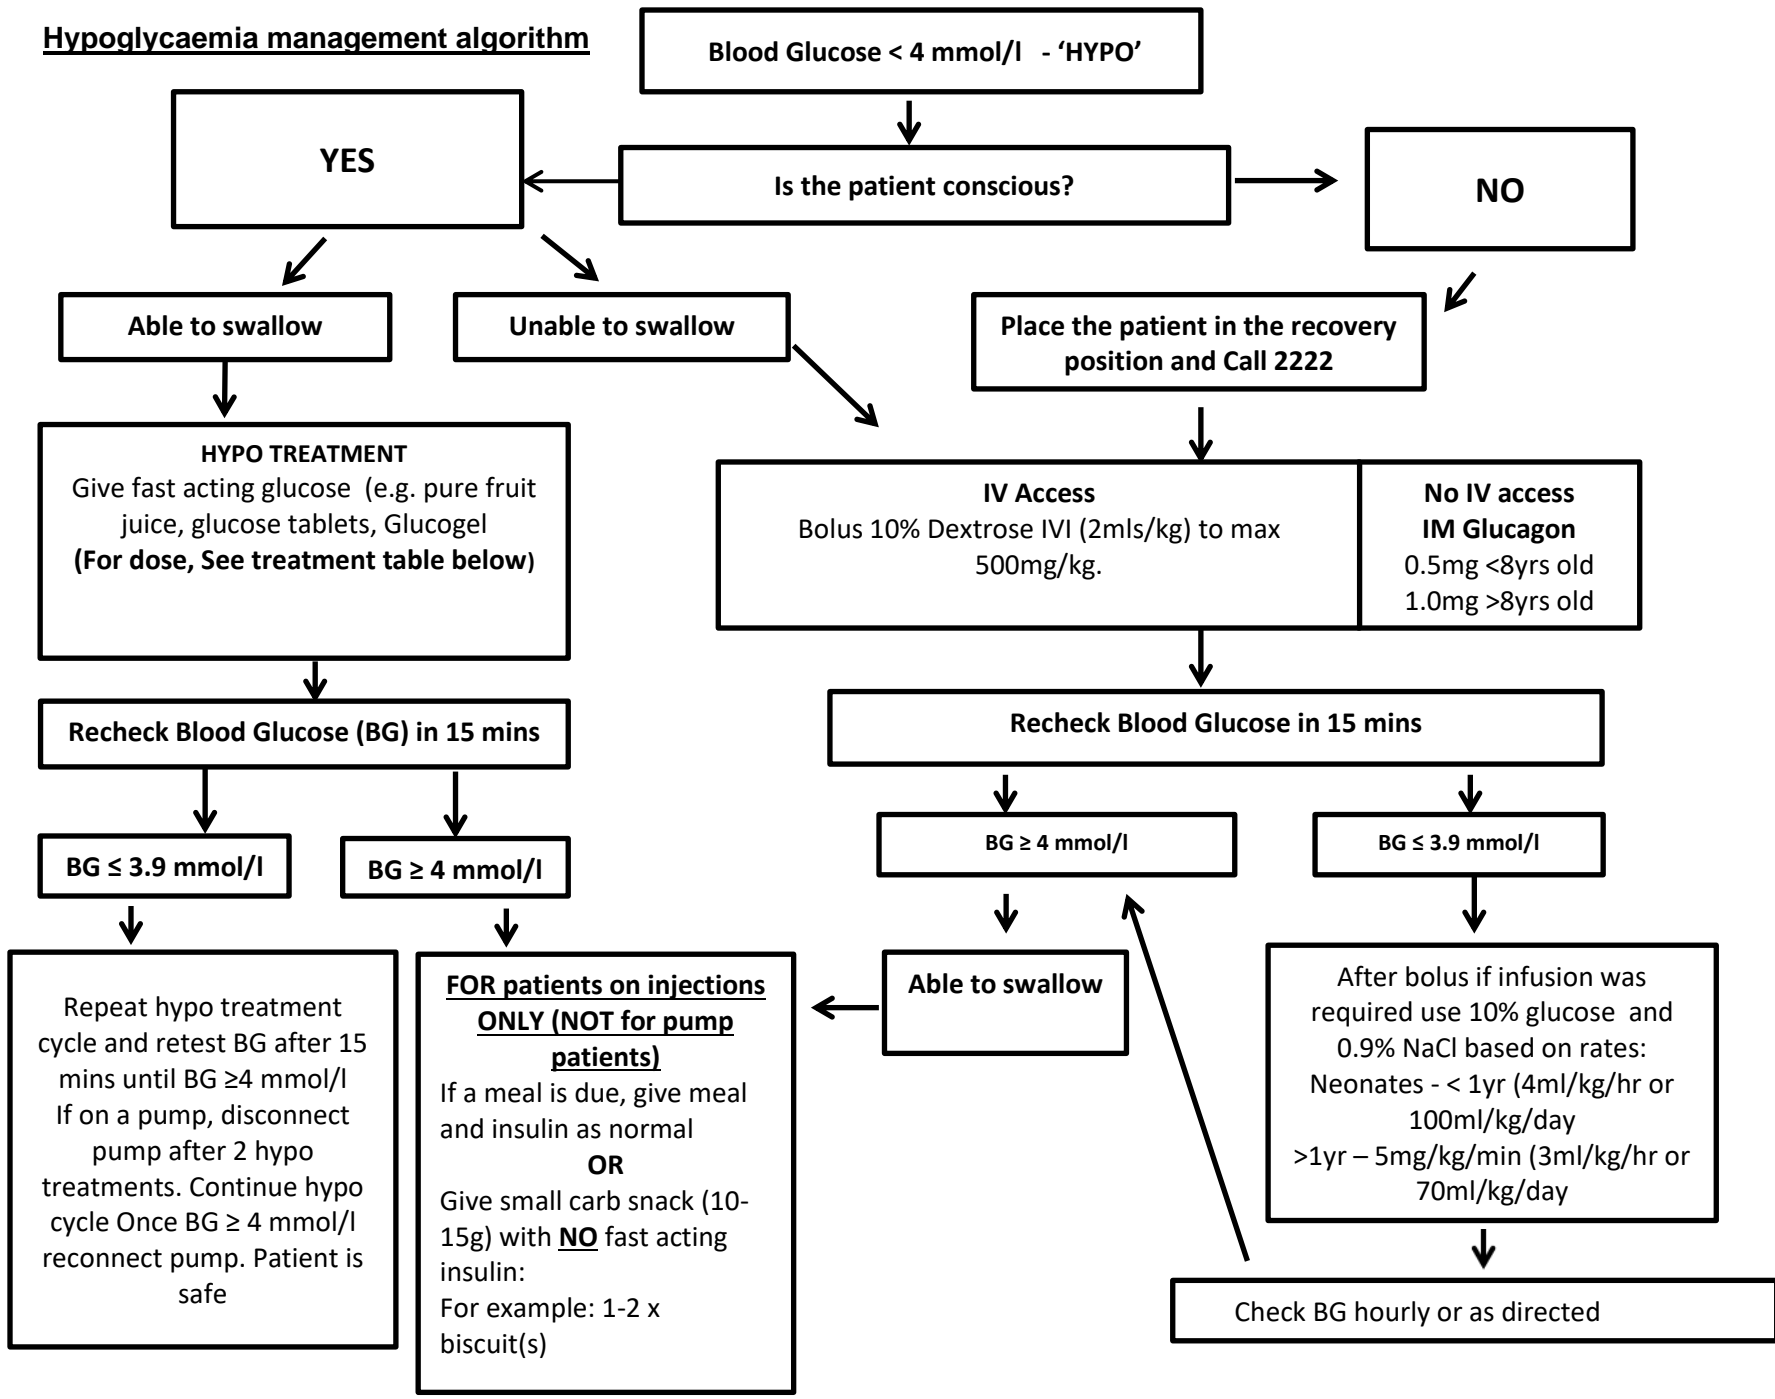 Hypoglycaemia management algorithm
Blood Glucose < 4 mmol/l - ‘HYPO’
YES
Is the patient conscious?
NO
Able to swallow
Unable to swallow
Place the patient in the recovery
position and Call 2222
HYPO TREATMENT
Give fast acting glucose (e.g. pure fruit
juice, glucose tablets, Glucogel
(For dose, See treatment table below)
IV Access
Bolus 10% Dextrose IVI (2mls/kg) to max
500mg/kg.
No IV access
IM Glucagon
0.5mg <8yrs old
1.0mg >8yrs old
Recheck Blood Glucose (BG) in 15 mins
Recheck Blood Glucose in 15 mins
BG ≤ 3.9 mmol/l
BG ≥ 4 mmol/l
BG ≥ 4 mmol/l
BG ≤ 3.9 mmol/l
Repeat hypo treatment
cycle and retest BG after 15
mins until BG ≥4 mmol/l
If on a pump, disconnect
pump after 2 hypo
treatments. Continue hypo
cycle Once BG ≥ 4 mmol/l
reconnect pump. Patient is
safe
FOR patients on injections
ONLY (NOT for pump
patients)
If a meal is due, give meal
and insulin as normal
OR
Give small carb snack (10-
15g) with NO fast acting
insulin:
For example: 1-2 x
biscuit(s)
Able to swallow
After bolus if infusion was
required use 10% glucose and
0.9% NaCl based on rates:
Neonates - < 1yr (4ml/kg/hr or
100ml/kg/day
>1yr – 5mg/kg/min (3ml/kg/hr or
70ml/kg/day
Check BG hourly or as directed